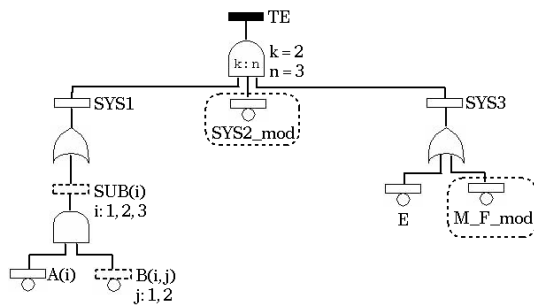 TE
k:n
k = 2
n = 3
SYS1
SYS2_mod
SYS3
SUB(i)
i: 1, 2, 3
E
M_F_mod
A(i)
B(i,j)
j: 1, 2